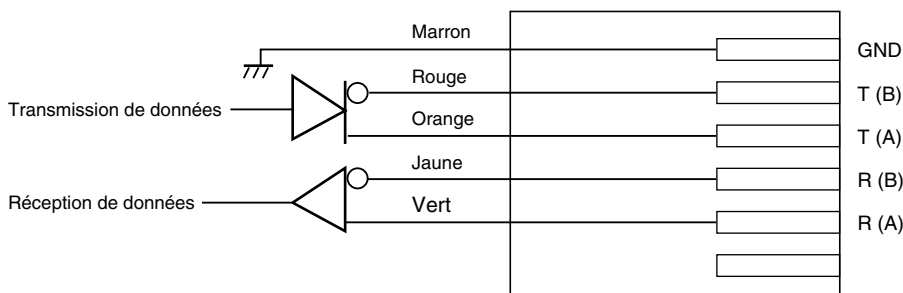 Marron
GND
Rouge
T (B)
Transmission de données
Orange
T (A)
Jaune
R (B)
Réception de données
Vert
R (A)